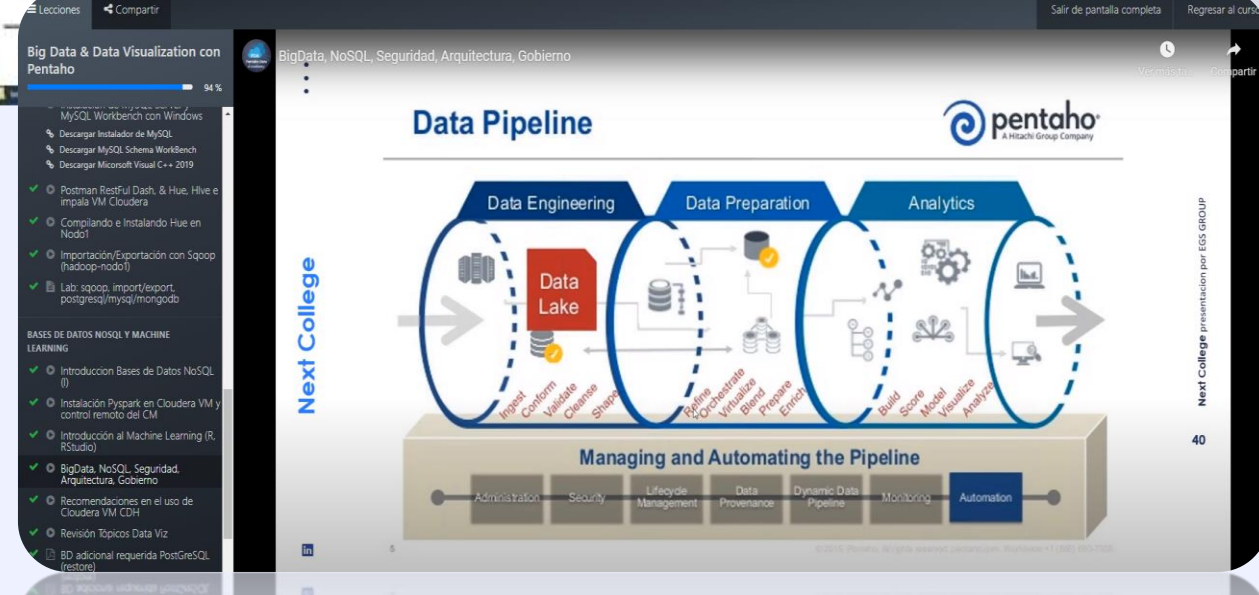 Lecciones
Compartir
Salir de pantalla completa
Regresar al curso
Big Data & Data Visualization con
Pentaho
94 %
MySQL Workbench con Windows
Descargar Instalador de MySQL
Descargar MySQL Schema WorkBench
Descargar Micorsoft Visual C++ 2019
Postman RestFul Dash, & Hue, HIve e
impala VM Cloudera
Compilando e Instalando Hue en
Nodo1
Importación/Exportación con Sqoop
(hadoop-nodo1)
Lab: sqoop, import/export,
postgresql/mysql/mongodb
BASES DE DATOS NOSQL Y MACHINE
LEARNING
Introduccion Bases de Datos NoSQL
(I)
Instalación Pyspark en Cloudera VM y
control remoto del CM
Introducción al Machine Learning (R,
RStudio)
BigData, NoSQL, Seguridad,
Arquitectura, Gobierno
Recomendaciones en el uso de
Cloudera VM CDH
Revisión Tópicos Data Viz
BD adicional requerida PostGreSQL
(restore)
BigData, NoSQL, Seguridad, Arquitectura, Gobierno
Ver más ta...
Compartir
Data Pipeline
pentaho
A Hitachi Group Company
Next College
Data Engineering
Data Preparation
Analytics
Data
Lake
Ingest
Conform
Validate
Cleanse
Shape
Refine
Orchestrate
Virtualize
Blend
Prepare
Enrich
Build
Score
Model
Visualize
Analyze
Managing and Automating the Pipeline
Administration
Security
Lifecycle
Management
Data
Provenance
Dynamic Data
Pipeline
Monitoring
Automation
Next College presentacion por EGS GROUP
40
in
5